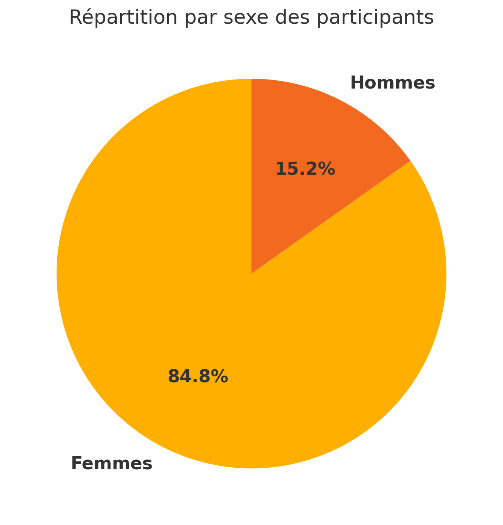 Répartition par sexe des participants
Hommes
15.2%
84.8%
Femmes